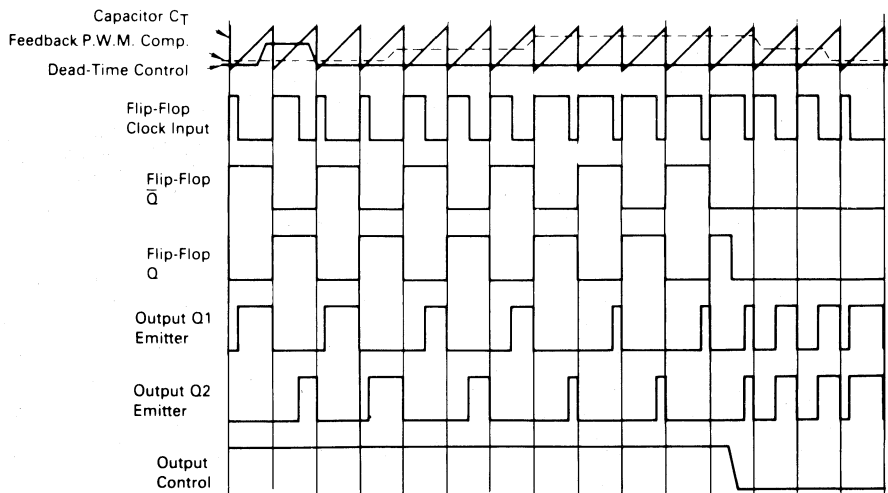 Capacitor CT
Feedback P.W.M. Comp.
Dead-Time Control
Flip-Flop
Clock Input
Flip-Flop
Q̅
Flip-Flop
Q
Output Q1
Emitter
Output Q2
Emitter
Output
Control